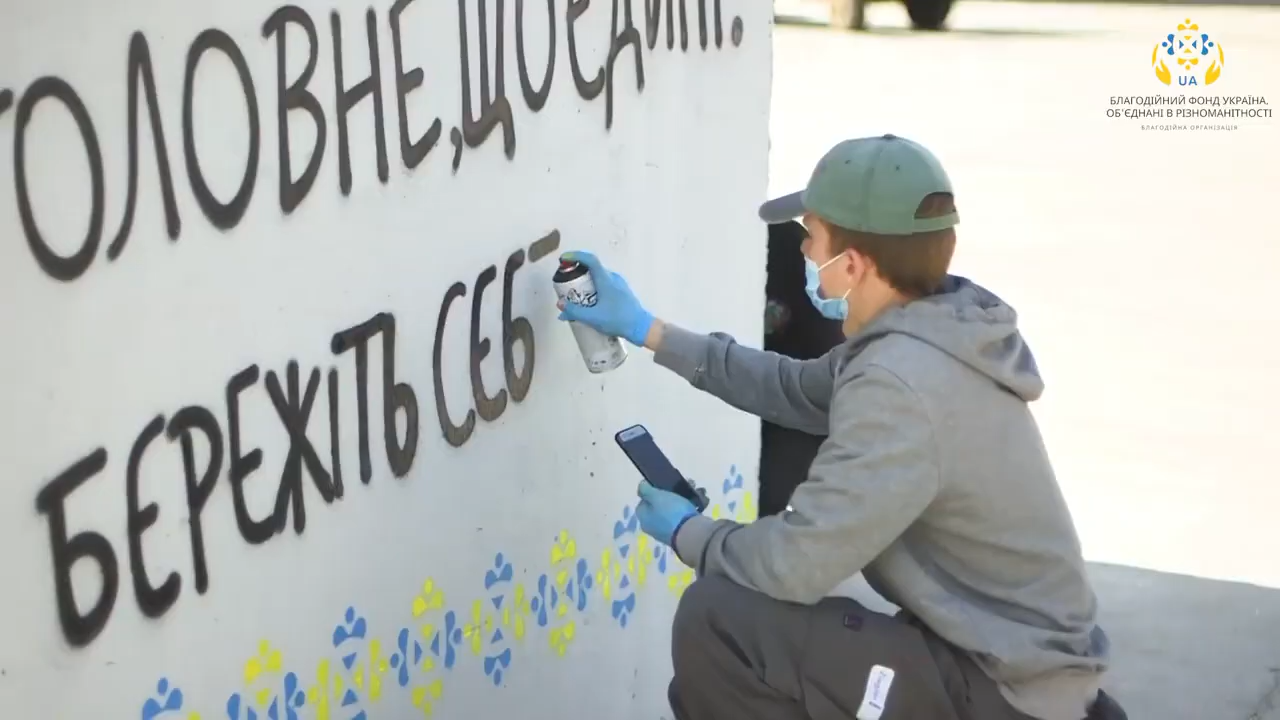 ГОЛОВНЕ, ЩО ЄДИНІ.
БЕРЕЖІТЬ СЕБ
UA
БЛАГОДІЙНИЙ ФОНД УКРАЇНА.
ОБ'ЄДНАНІ В РІЗНОМАНІТНОСТІ
БЛАГОДІЙНА ОРГАНІЗАЦІЯ